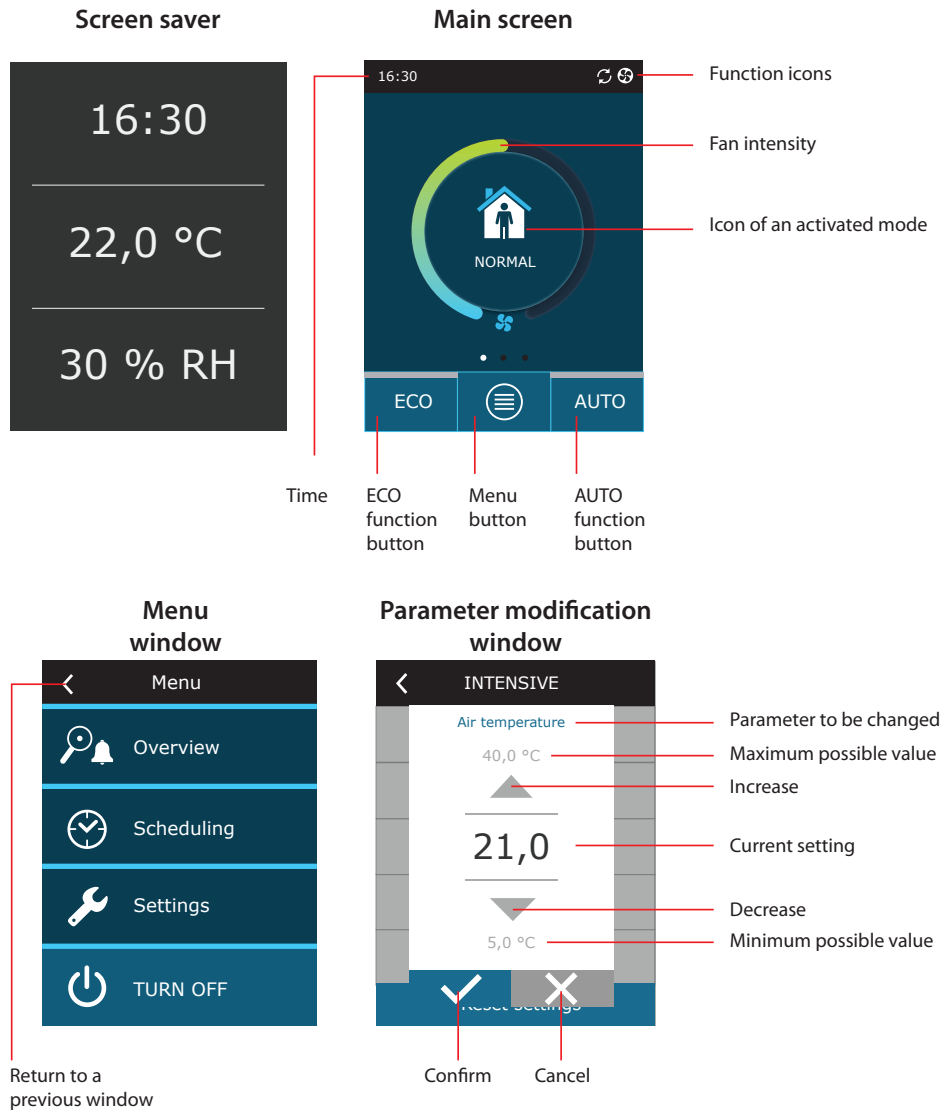 Screen saver
Main screen
16:30
22,0 °C
30 % RH
16:30
NORMAL
ECO
AUTO
Function icons
Fan intensity
Icon of an activated mode
Time
ECO
function
button
Menu
button
AUTO
function
button
Menu
window
Parameter modification
window
Menu
Overview
Scheduling
Settings
TURN OFF
Return to a
previous window
INTENSIVE
Air temperature
40,0 °C
21,0
5,0 °C
Reset settings
Parameter to be changed
Maximum possible value
Increase
Current setting
Decrease
Minimum possible value
Confirm
Cancel